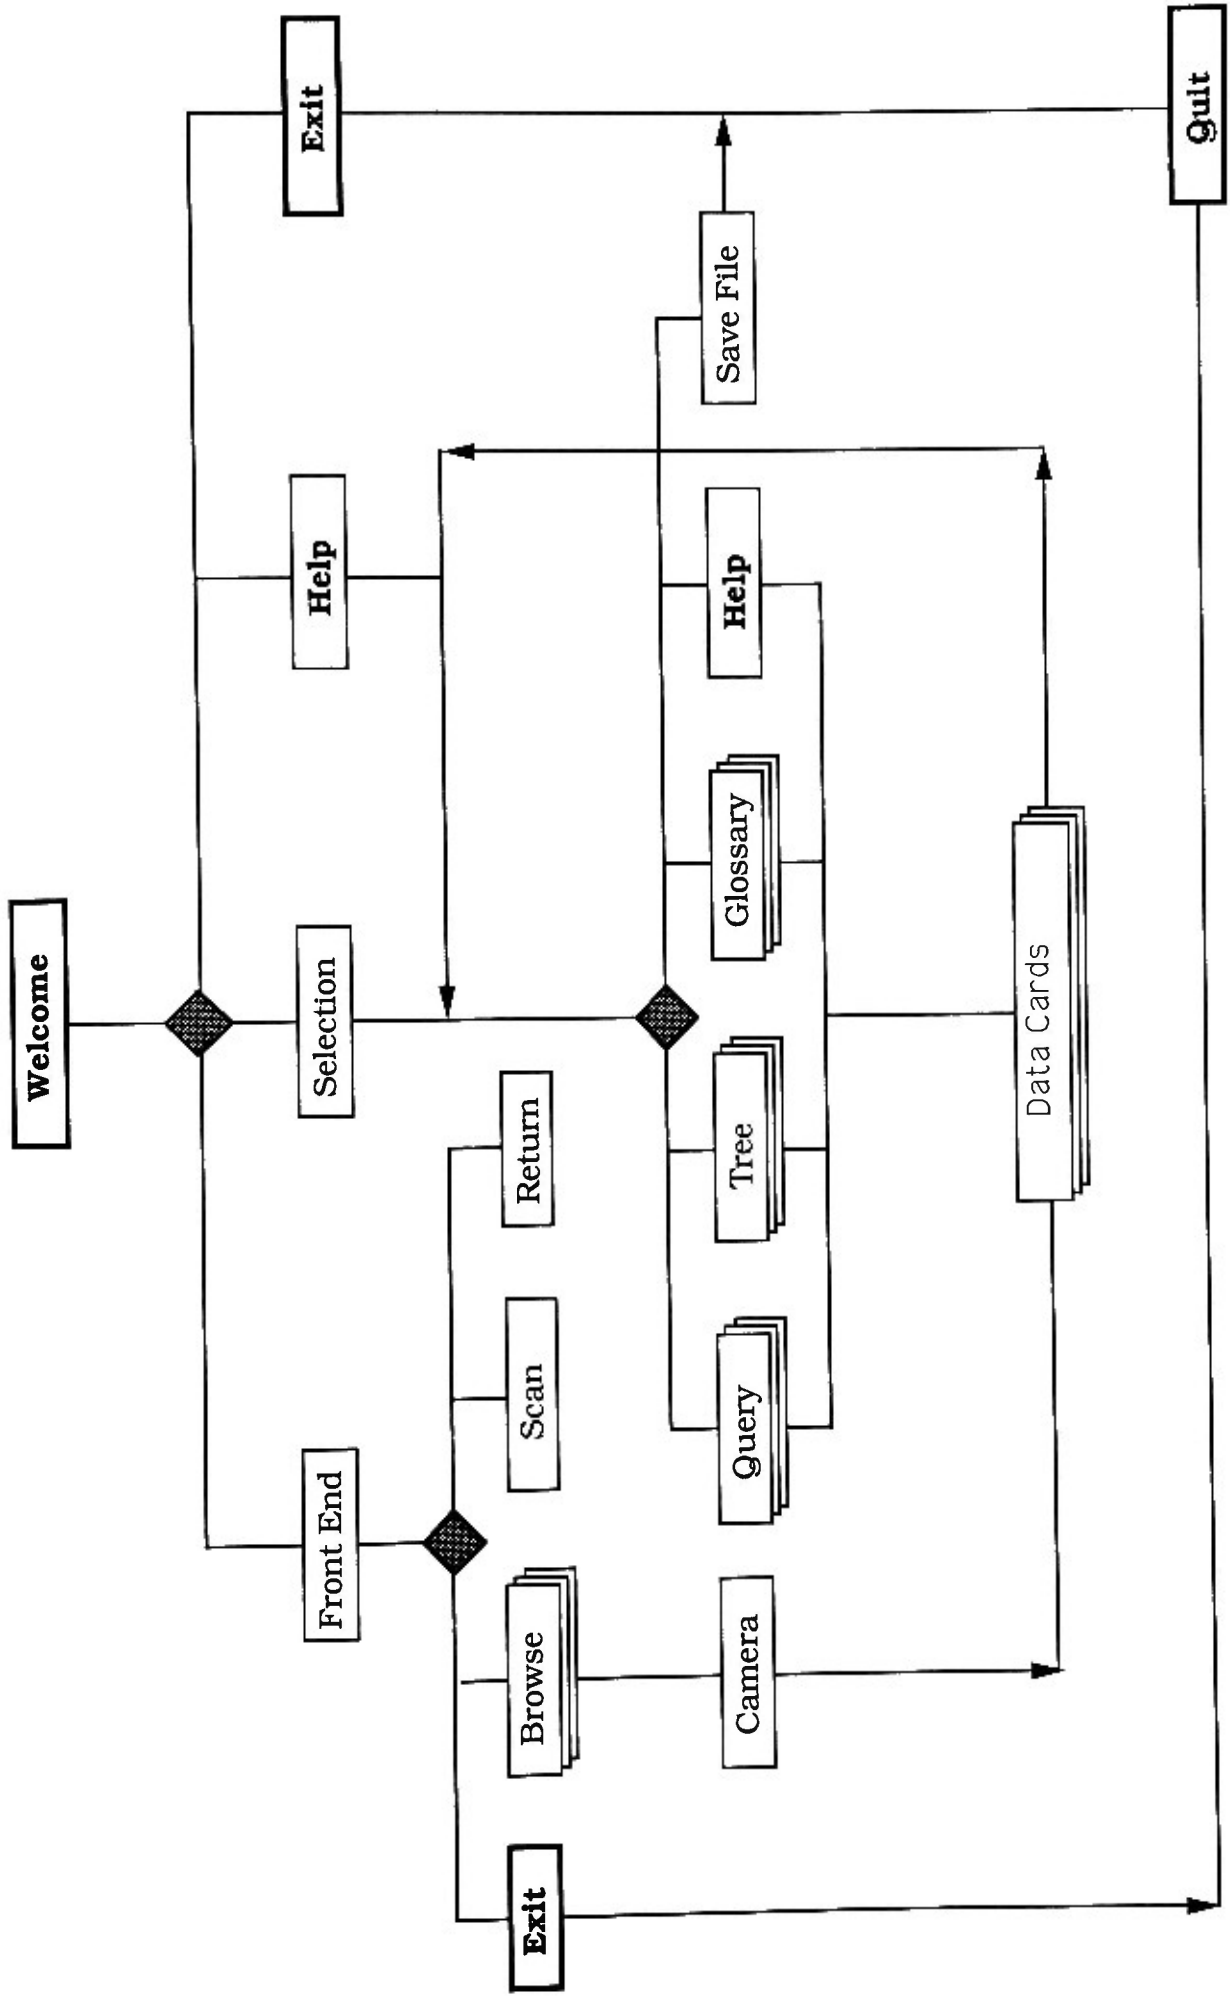 Welcome
Front End
Selection
Help
Exit
Exit
Browse
Scan
Return
Camera
Query
Tree
Glossary
Help
Save File
Data Cards
Quit